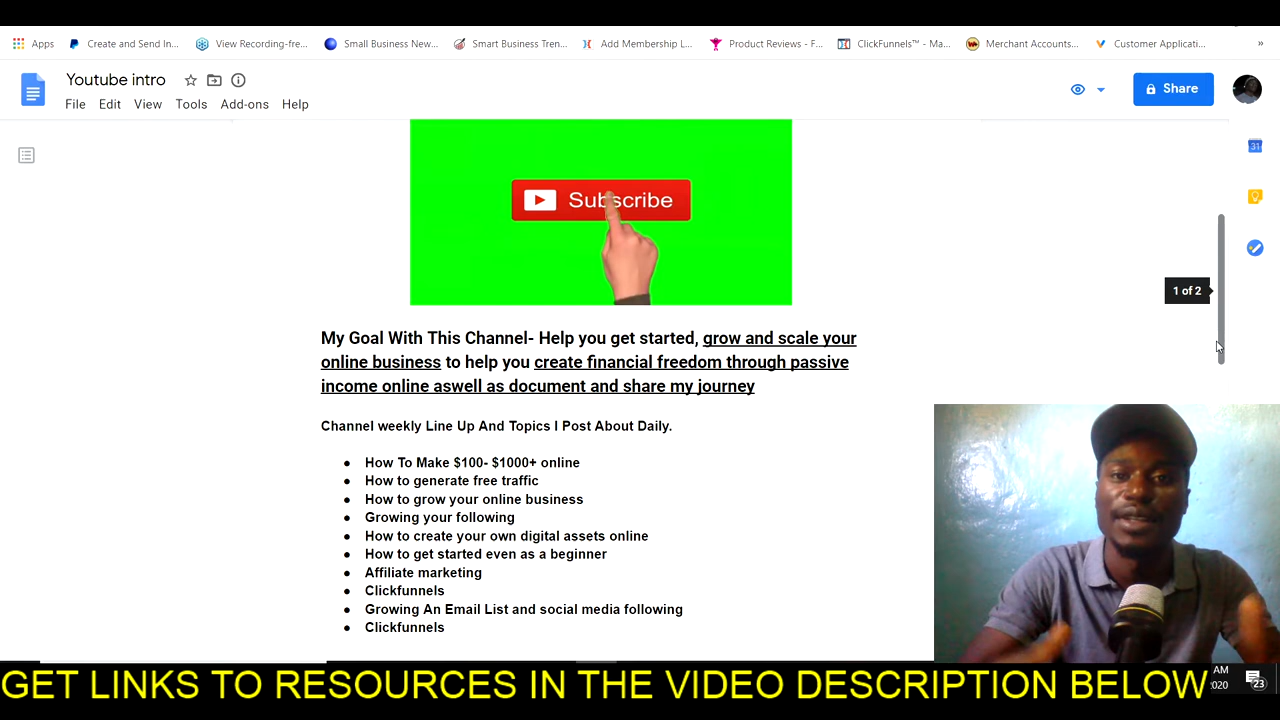 Apps
Create and Send In...
View Recording-fre...
Small Business New...
Smart Business Tren...
Add Membership L...
Product Reviews - F...
ClickFunnels™ - Ma...
Merchant Accounts...
Customer Applicati...
»
Youtube intro
File Edit View Tools Add-ons Help
Share
31
Subscribe
1 of 2
My Goal With This Channel- Help you get started, grow and scale your
online business to help you create financial freedom through passive
income online aswell as document and share my journey
Channel weekly Line Up And Topics I Post About Daily.
● How To Make $100- $1000+ online
● How to generate free traffic
● How to grow your online business
● Growing your following
● How to create your own digital assets online
● How to get started even as a beginner
● Affiliate marketing
● Clickfunnels
● Growing An Email List and social media following
● Clickfunnels
GET LINKS TO RESOURCES IN THE VIDEO DESCRIPTION BELOW
AM
2020
23